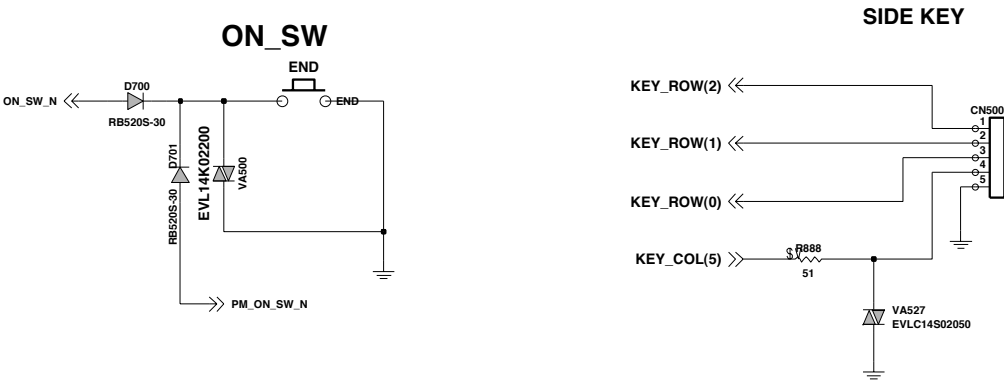 ON_SW
END
ON_SW_N
D700
END
RB520S-30
D701
RB520S-30
EVL14K02200
VA500
PM_ON_SW_N
SIDE KEY
KEY_ROW(2)
CN500
1
KEY_ROW(1)
2
3
4
KEY_ROW(0)
5
KEY_COL(5)
R888
51
VA527
EVLC14S02050